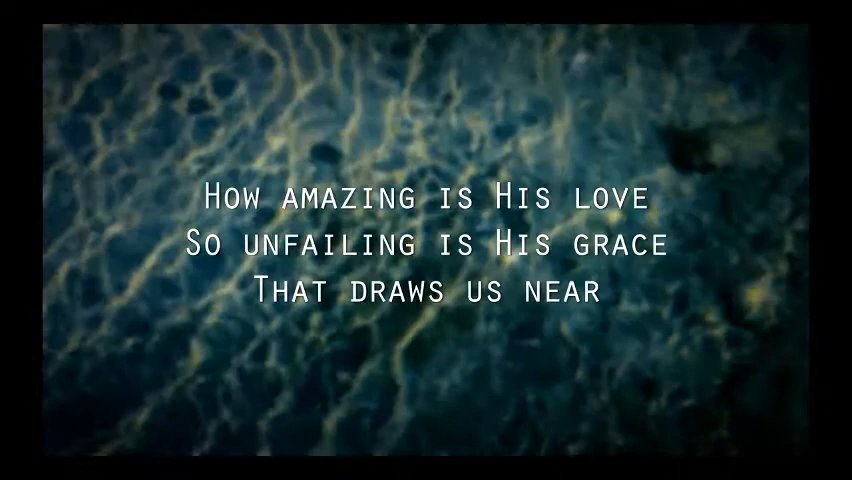 How amazing is His love
So unfailing is His grace
That draws us near